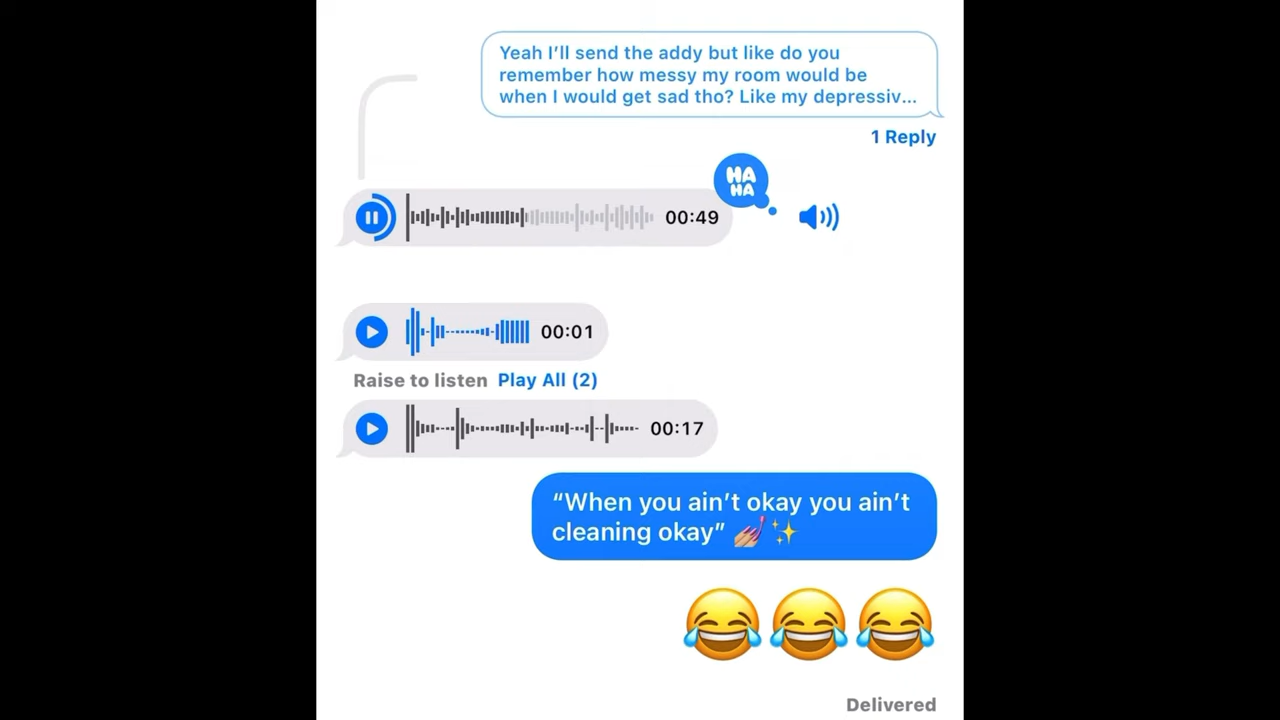 Yeah I’ll send the addy but like do you
remember how messy my room would be
when I would get sad tho? Like my depressiv...
1 Reply
HA
HA
00:49
00:01
Raise to listen Play All (2)
00:17
“When you ain’t okay you ain’t
cleaning okay” 💅🏼✨
😂😂😂
Delivered